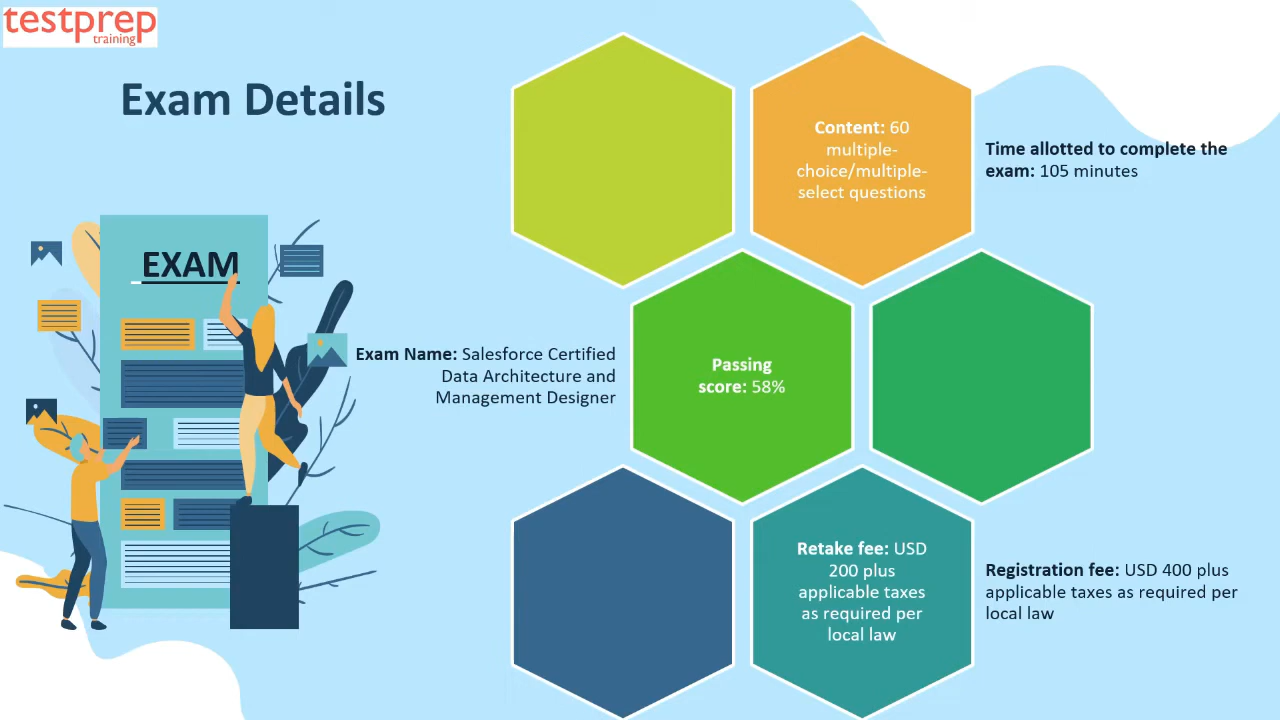 testprep
training
Exam Details
Content: 60
multiple-
choice/multiple-
select questions
Time allotted to complete the
exam: 105 minutes
EXAM
Exam Name: Salesforce Certified
Data Architecture and
Management Designer
Passing
score: 58%
Retake fee: USD
200 plus
applicable taxes
as required per
local law
Registration fee: USD 400 plus
applicable taxes as required per
local law